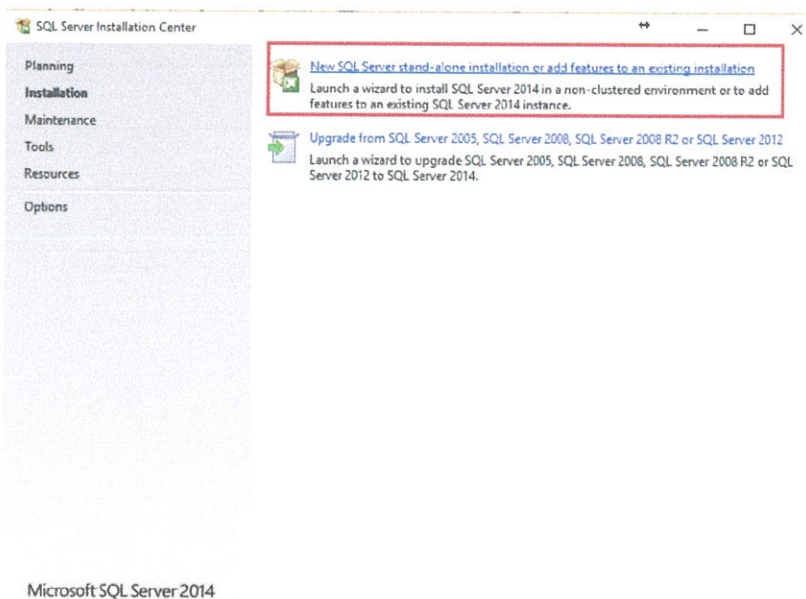 SQL Server Installation Center
Planning
Installation
Maintenance
Tools
Resources
Options
New SQL Server stand-alone installation or add features to an existing installation
Launch a wizard to install SQL Server 2014 in a non-clustered environment or to add
features to an existing SQL Server 2014 instance.
Upgrade from SQL Server 2005, SQL Server 2008, SQL Server 2008 R2 or SQL Server 2012
Launch a wizard to upgrade SQL Server 2005, SQL Server 2008, SQL Server 2008 R2 or SQL
Server 2012 to SQL Server 2014.
Microsoft SQL Server 2014